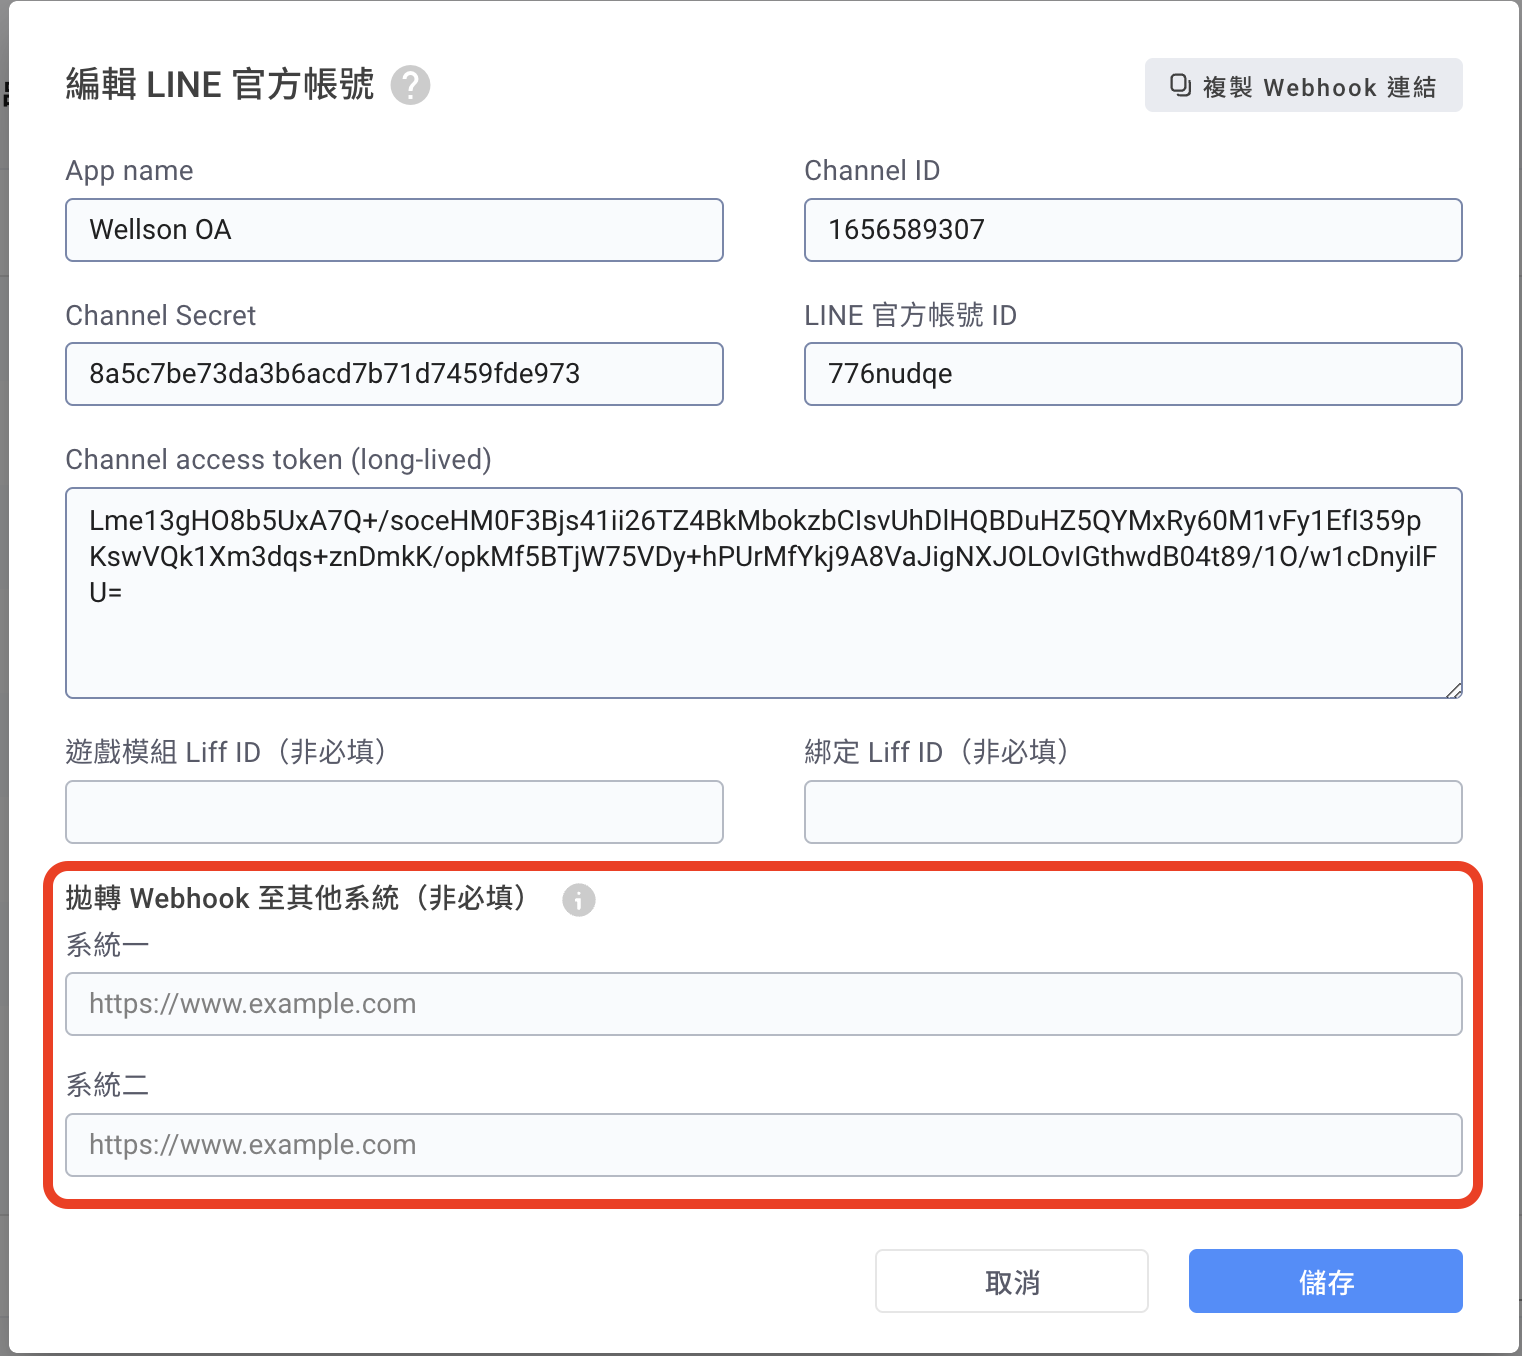 編輯 LINE 官方帳號
複製 Webhook 連結
App name
Wellson OA
Channel ID
1656589307
Channel Secret
8a5c7be73da3b6acd7b71d7459fde973
LINE 官方帳號 ID
776nudqe
Channel access token (long-lived)
Lme13gHO8b5UxA7Q+/soceHM0F3Bjs41ii26TZ4BkMbokzbCIsvUhDlHQBDuHZ5QYMxRy60M1vFy1EfI359p
KswVQk1Xm3dqs+znDmkK/opkMf5BTjW75VDy+hPUrMfYkj9A8VaJigNXJOLOvIGthwdB04t89/1O/w1cDnyilF
U=
遊戲模組 Liff ID（非必填）
綁定 Liff ID（非必填）
拋轉 Webhook 至其他系統（非必填）
系統一
https://www.example.com
系統二
https://www.example.com
取消
儲存